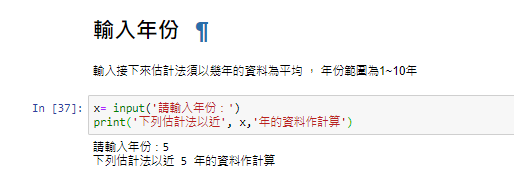 輸入年份 ¶
輸入接下來估計法須以幾年的資料為平均 ， 年份範圍為1~10年
In [37]: x= input('請輸入年份：')
print('下列估計法以近', x,'年的資料作計算')
請輸入年份：5
下列估計法以近 5 年的資料作計算